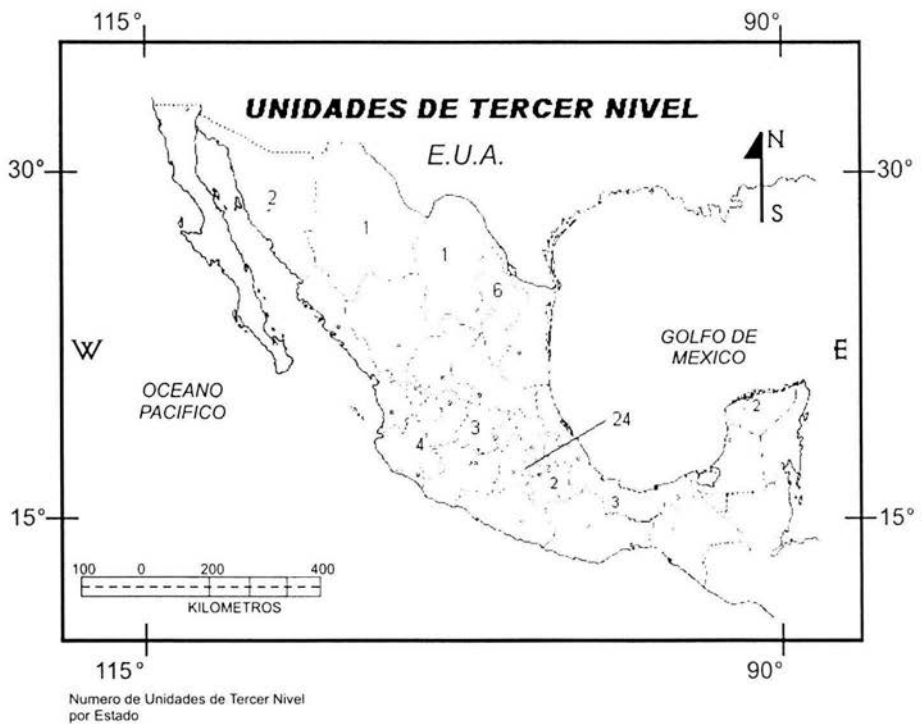 115° 90°
UNIDADES DE TERCER NIVEL
E.U.A.
N
30° 30°
S
2
1
1
6
W
GOLFO DE
MEXICO
E
OCEANO
PACIFICO
2
24
3
4
2
3
15° 15°
100 0 200 400
KILOMETROS
115° 90°
Numero de Unidades de Tercer Nivel
por Estado